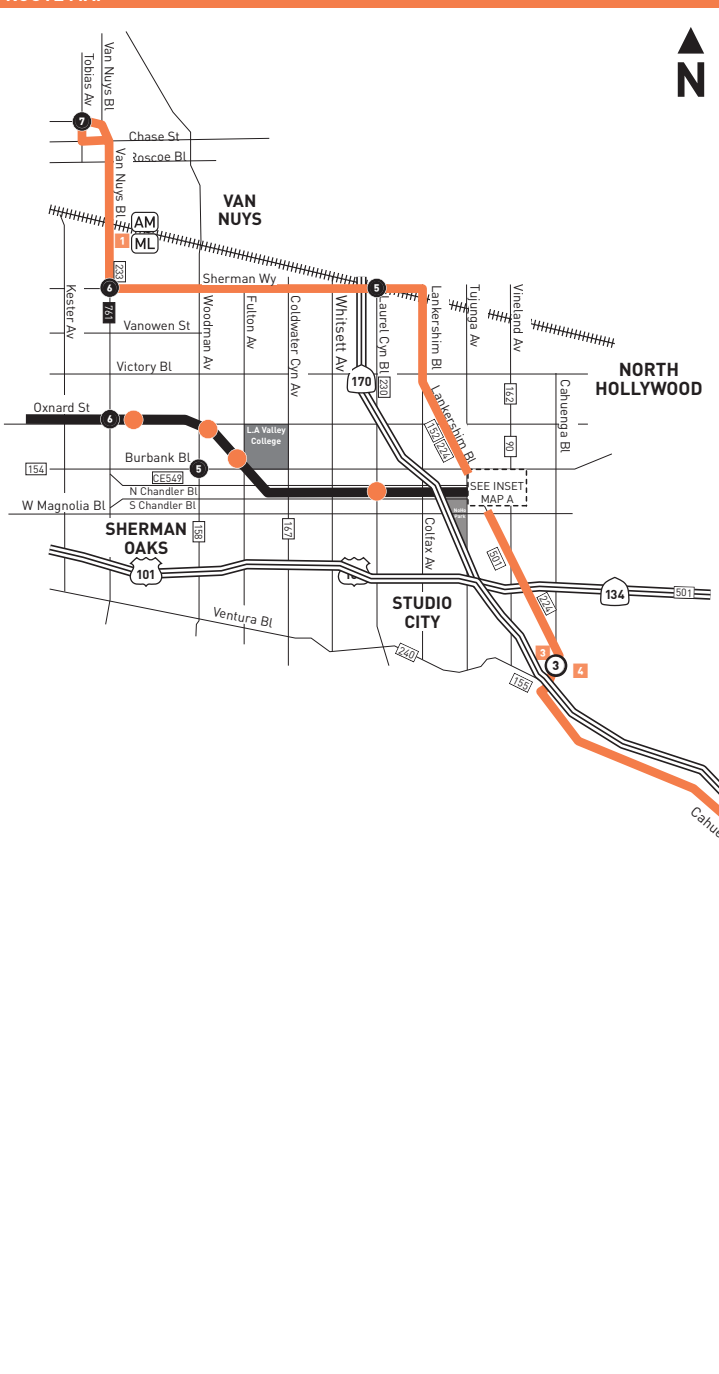 N
Van Nuys Bl
Tobias Av
7
Chase St
Roscoe Bl
Van Nuys Bl
VAN
NUYS
AM
1
ML
233
Sherman Wy
6
5
761
Kester Av
Vanowen St
Woodman Av
Fulton Av
Coldwater Cyn Av
Whitsett Av
Laurel Cyn Bl
Lankershim Bl
Tujunga Av
Vineland Av
NORTH
HOLLYWOOD
Victory Bl
170
230
162
Cahuenga Bl
Lankershim Bl
Oxnard St
6
152
224
L.A Valley
College
90
Burbank Bl
5
154
CE549
SEE INSET
MAP A
N Chandler Bl
W Magnolia Bl
S Chandler Bl
SHERMAN
OAKS
158
167
Colfax Av
501
101
134
501
224
STUDIO
CITY
Ventura Bl
240
3
3
4
155